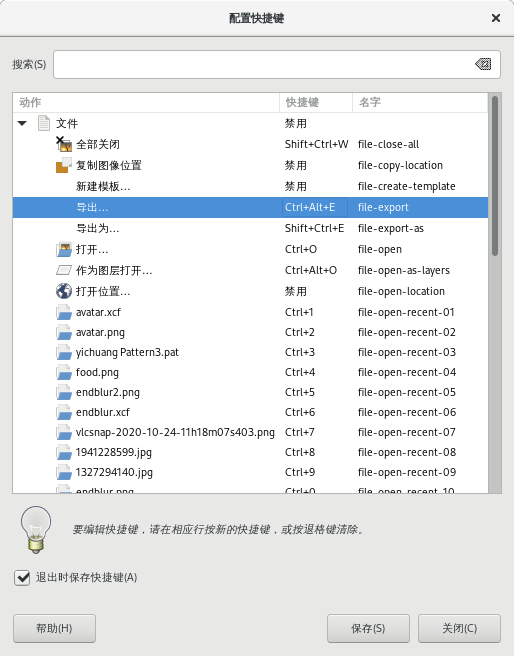 配置快捷键
搜索(S)
动作 快捷键 名字
文件 禁用
全部关闭 Shift+Ctrl+W file-close-all
复制图像位置 禁用 file-copy-location
新建模板... 禁用 file-create-template
导出... Ctrl+Alt+E file-export
导出为... Shift+Ctrl+E file-export-as
打开... Ctrl+O file-open
作为图层打开... Ctrl+Alt+O file-open-as-layers
打开位置... 禁用 file-open-location
avatar.xcf Ctrl+1 file-open-recent-01
avatar.png Ctrl+2 file-open-recent-02
yichuang Pattern3.pat Ctrl+3 file-open-recent-03
food.png Ctrl+4 file-open-recent-04
endblur2.png Ctrl+5 file-open-recent-05
endblur.xcf Ctrl+6 file-open-recent-06
vlcsnap-2020-10-24-11h18m07s403.png Ctrl+7 file-open-recent-07
1941228599.jpg Ctrl+8 file-open-recent-08
1327294140.jpg Ctrl+9 file-open-recent-09
endblur.png Ctrl+0 file-open-recent-10
要编辑快捷键，请在相应行按新的快捷键，或按退格键清除。
退出时保存快捷键(A)
帮助(H) 保存(S) 关闭(C)